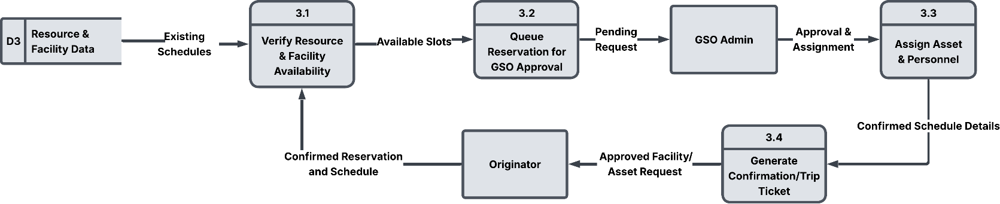 D3
Resource &
Facility Data
Existing
Schedules
3.1
Verify Resource
& Facility
Availability
Available Slots
3.2
Queue
Reservation for
GSO Approval
Pending
Request
GSO Admin
Approval &
Assignment
3.3
Assign Asset
& Personnel
Confirmed Schedule Details
3.4
Generate
Confirmation/Trip
Ticket
Approved Facility/
Asset Request
Originator
Confirmed Reservation
and Schedule